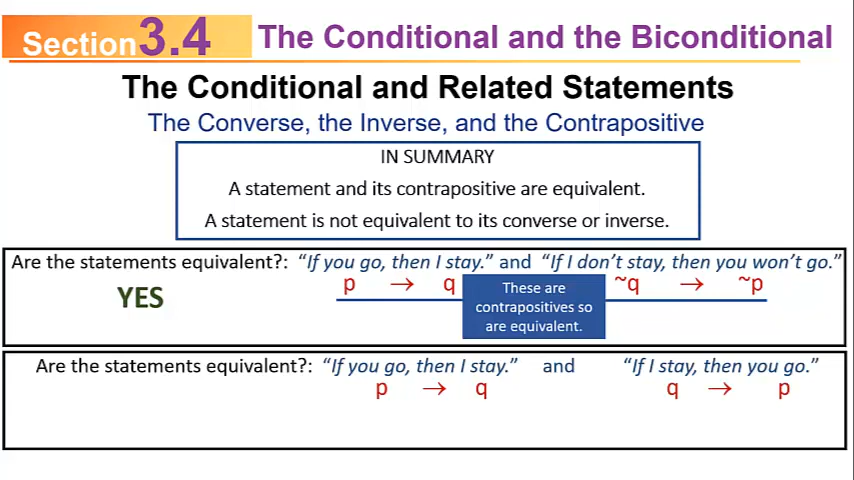 Section 3.4 The Conditional and the Biconditional
The Conditional and Related Statements
The Converse, the Inverse, and the Contrapositive
IN SUMMARY
A statement and its contrapositive are equivalent.
A statement is not equivalent to its converse or inverse.
Are the statements equivalent?: “If you go, then I stay.” and “If I don’t stay, then you won’t go.”
p → q ~q → ~p
YES
These are
contrapositives so
are equivalent.
Are the statements equivalent?: “If you go, then I stay.” and “If I stay, then you go.”
p → q q → p